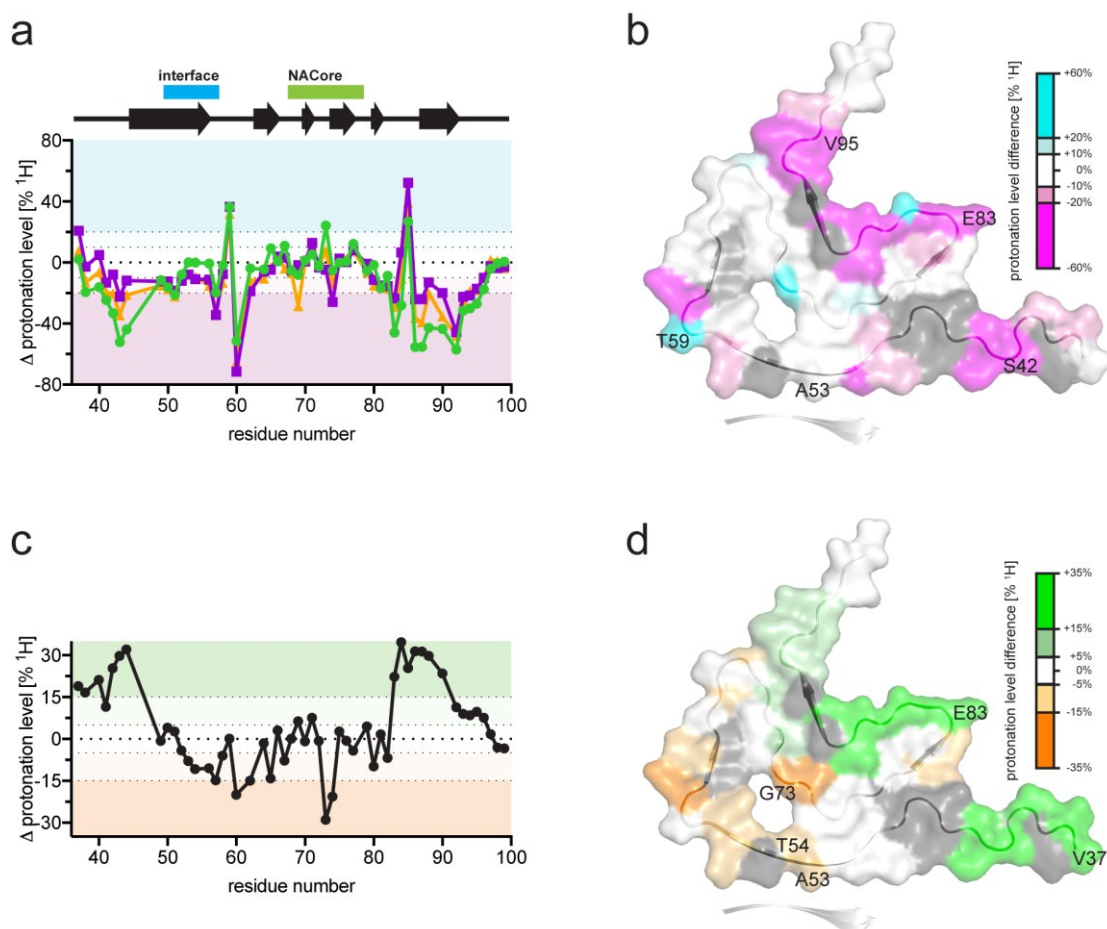 a
interface
NACore
Δ protonation level [% ¹H]
80
40
0
-40
-80
40
50
60
70
80
90
100
residue number
b
V95
E83
T59
S42
A53
protonation level difference [% ¹H]
+60%
+20%
+10%
0%
-10%
-20%
-60%
c
Δ protonation level [% ¹H]
30
15
0
15
30
40
50
60
70
80
90
100
residue number
d
E83
G73
T54
A53
V37
protonation level difference [% ¹H]
+35%
+15%
+5%
0%
-5%
-15%
-35%